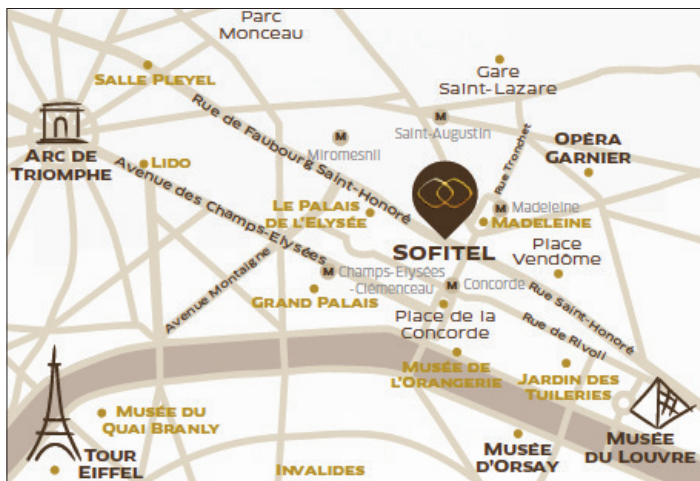 Parc
Monceau
Salle Pleyel
Gare
Saint-Lazare
Rue de Faubourg Saint-Honoré
M
Saint-Augustin
Rue Tronchet
Opéra
Garnier
Arc de
Triomphe
Lido
M
Miromesnil
Avenue des Champs-Elysées
Le Palais
de l'Elysée
M
Madeleine
Madeleine
Sofitel
Place
Vendôme
Avenue Montaigne
M
Champs-Elysées
-Clémenceau
M
Concorde
Grand Palais
Rue Saint-Honoré
Place de la
Concorde
Rue de Rivoli
Musée de
l'Orangerie
Jardin des
Tuileries
Musée du
Quai Branly
Tour
Eiffel
Invalides
Musée
d'Orsay
Musée
du Louvre